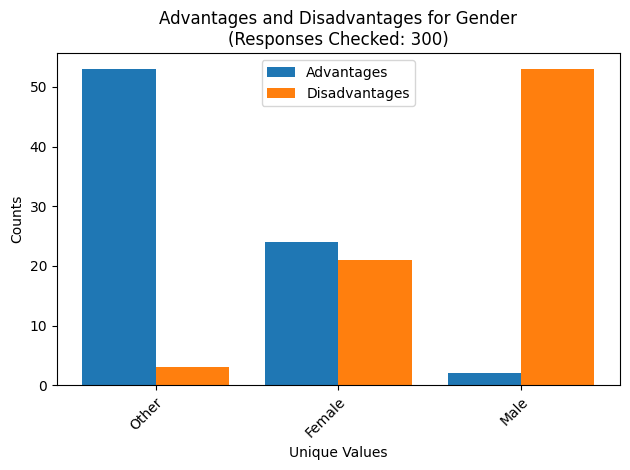 Advantages and Disadvantages for Gender
(Responses Checked: 300)
Advantages
Disadvantages
Counts
50
40
30
20
10
0
Other
Female
Male
Unique Values